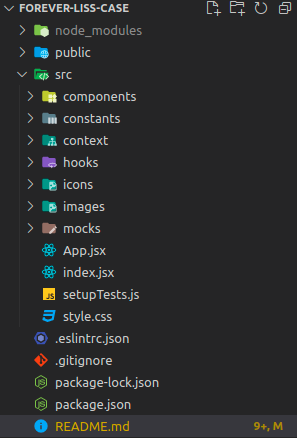 FOREVER-LISS-CASE
node_modules
public
src
components
constants
context
hooks
icons
images
mocks
App.jsx
index.jsx
JS setupTests.js
style.css
.eslintrc.json
.gitignore
package-lock.json
package.json
README.md 9+, M